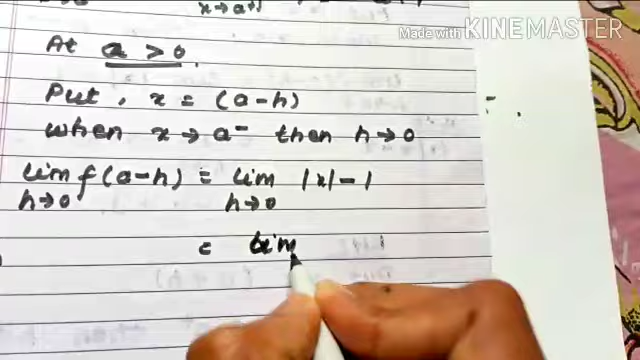 x→a
Made with KINEMASTER
At a > 0.
Put, x = (a-h)
when x→a⁻ then h→0
lim f(a-h) = lim |x|-1
h→0 h→0
= lim